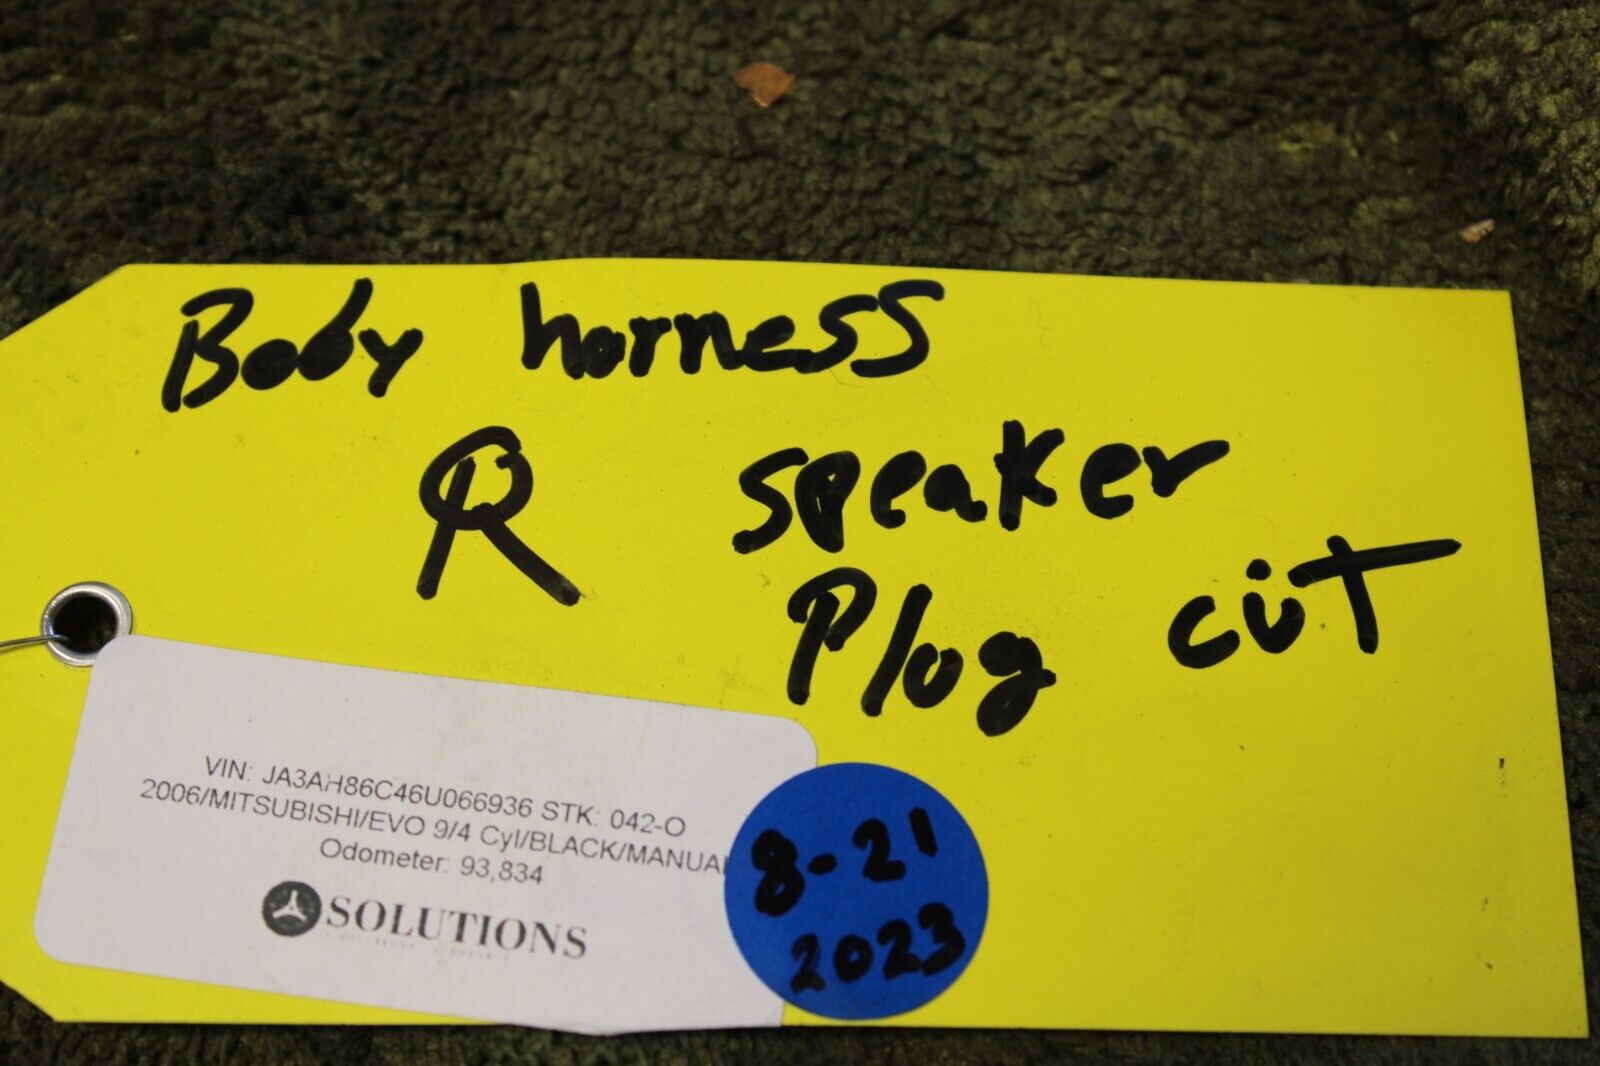 Body harness
R speaker
Plug cut
VIN: JA3AH86C46U066936 STK: 042-O
2006/MITSUBISHI/EVO 9/4 Cyl/BLACK/MANUAL
Odometer: 93,834
SOLUTIONS
8-21
2023